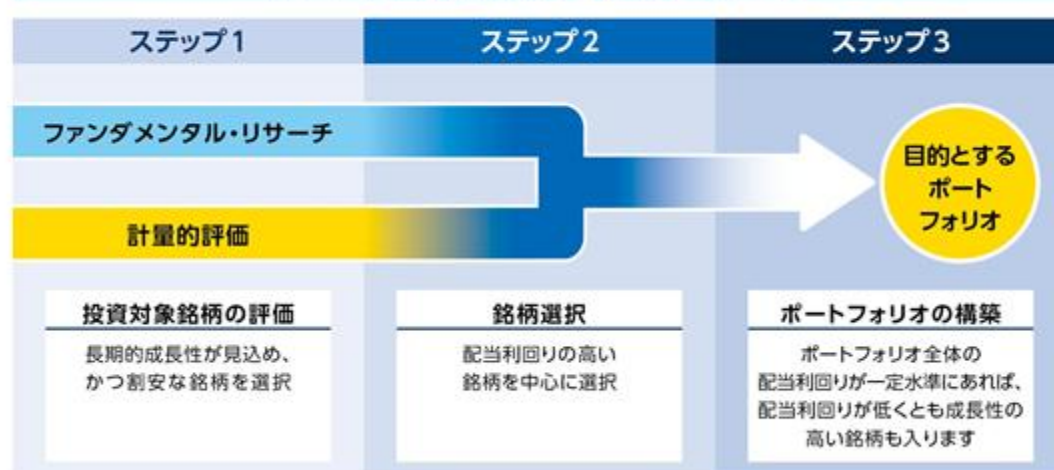 ステップ1
ステップ2
ステップ3
ファンダメンタル・リサーチ
計量的評価
目的とする
ポート
フォリオ
投資対象銘柄の評価
長期的成長性が見込め、
かつ割安な銘柄を選択
銘柄選択
配当利回りの高い
銘柄を中心に選択
ポートフォリオの構築
ポートフォリオ全体の
配当利回りが一定水準にあれば、
配当利回りが低くとも成長性の
高い銘柄も入ります